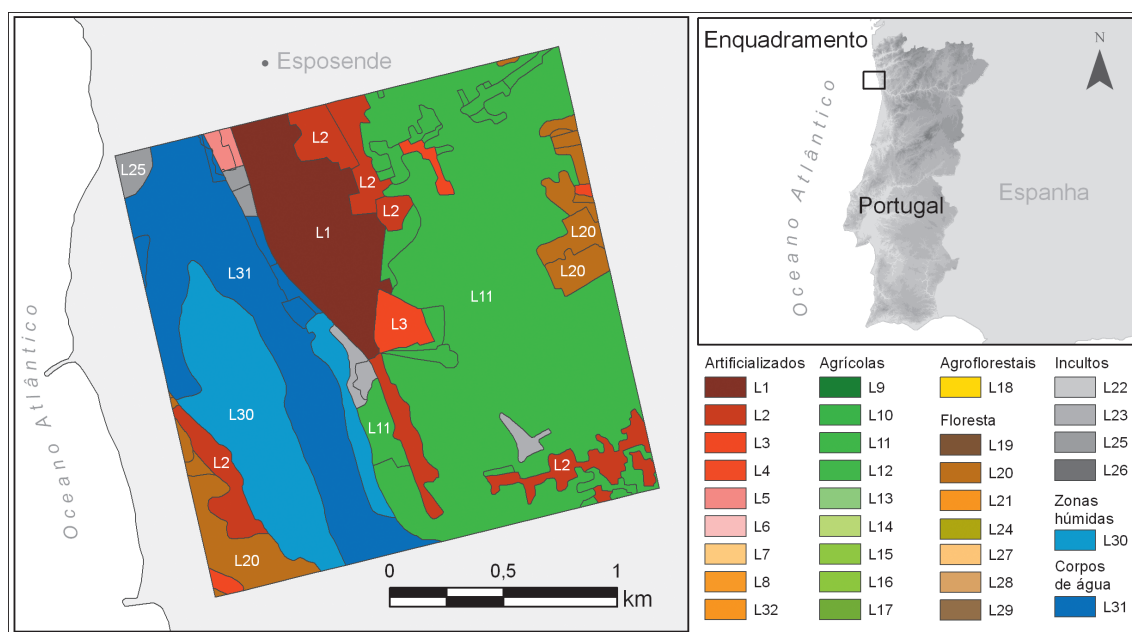 Esposende
Oceano Atlântico
L25
L2
L2
L2
L1
L31
L11
L20
L20
L3
L30
L11
L2
L2
L20
0
0,5
1
km
Enquadramento
N
Oceano Atlântico
Portugal
Espanha
Artificializados
L1
L2
L3
L4
L5
L6
L7
L8
L32
Agrícolas
L9
L10
L11
L12
L13
L14
L15
L16
L17
Agroflorestais
L18
Floresta
L19
L20
L21
L24
L27
L28
L29
Incultos
L22
L23
L25
L26
Zonas
húmidas
L30
Corpos
de água
L31